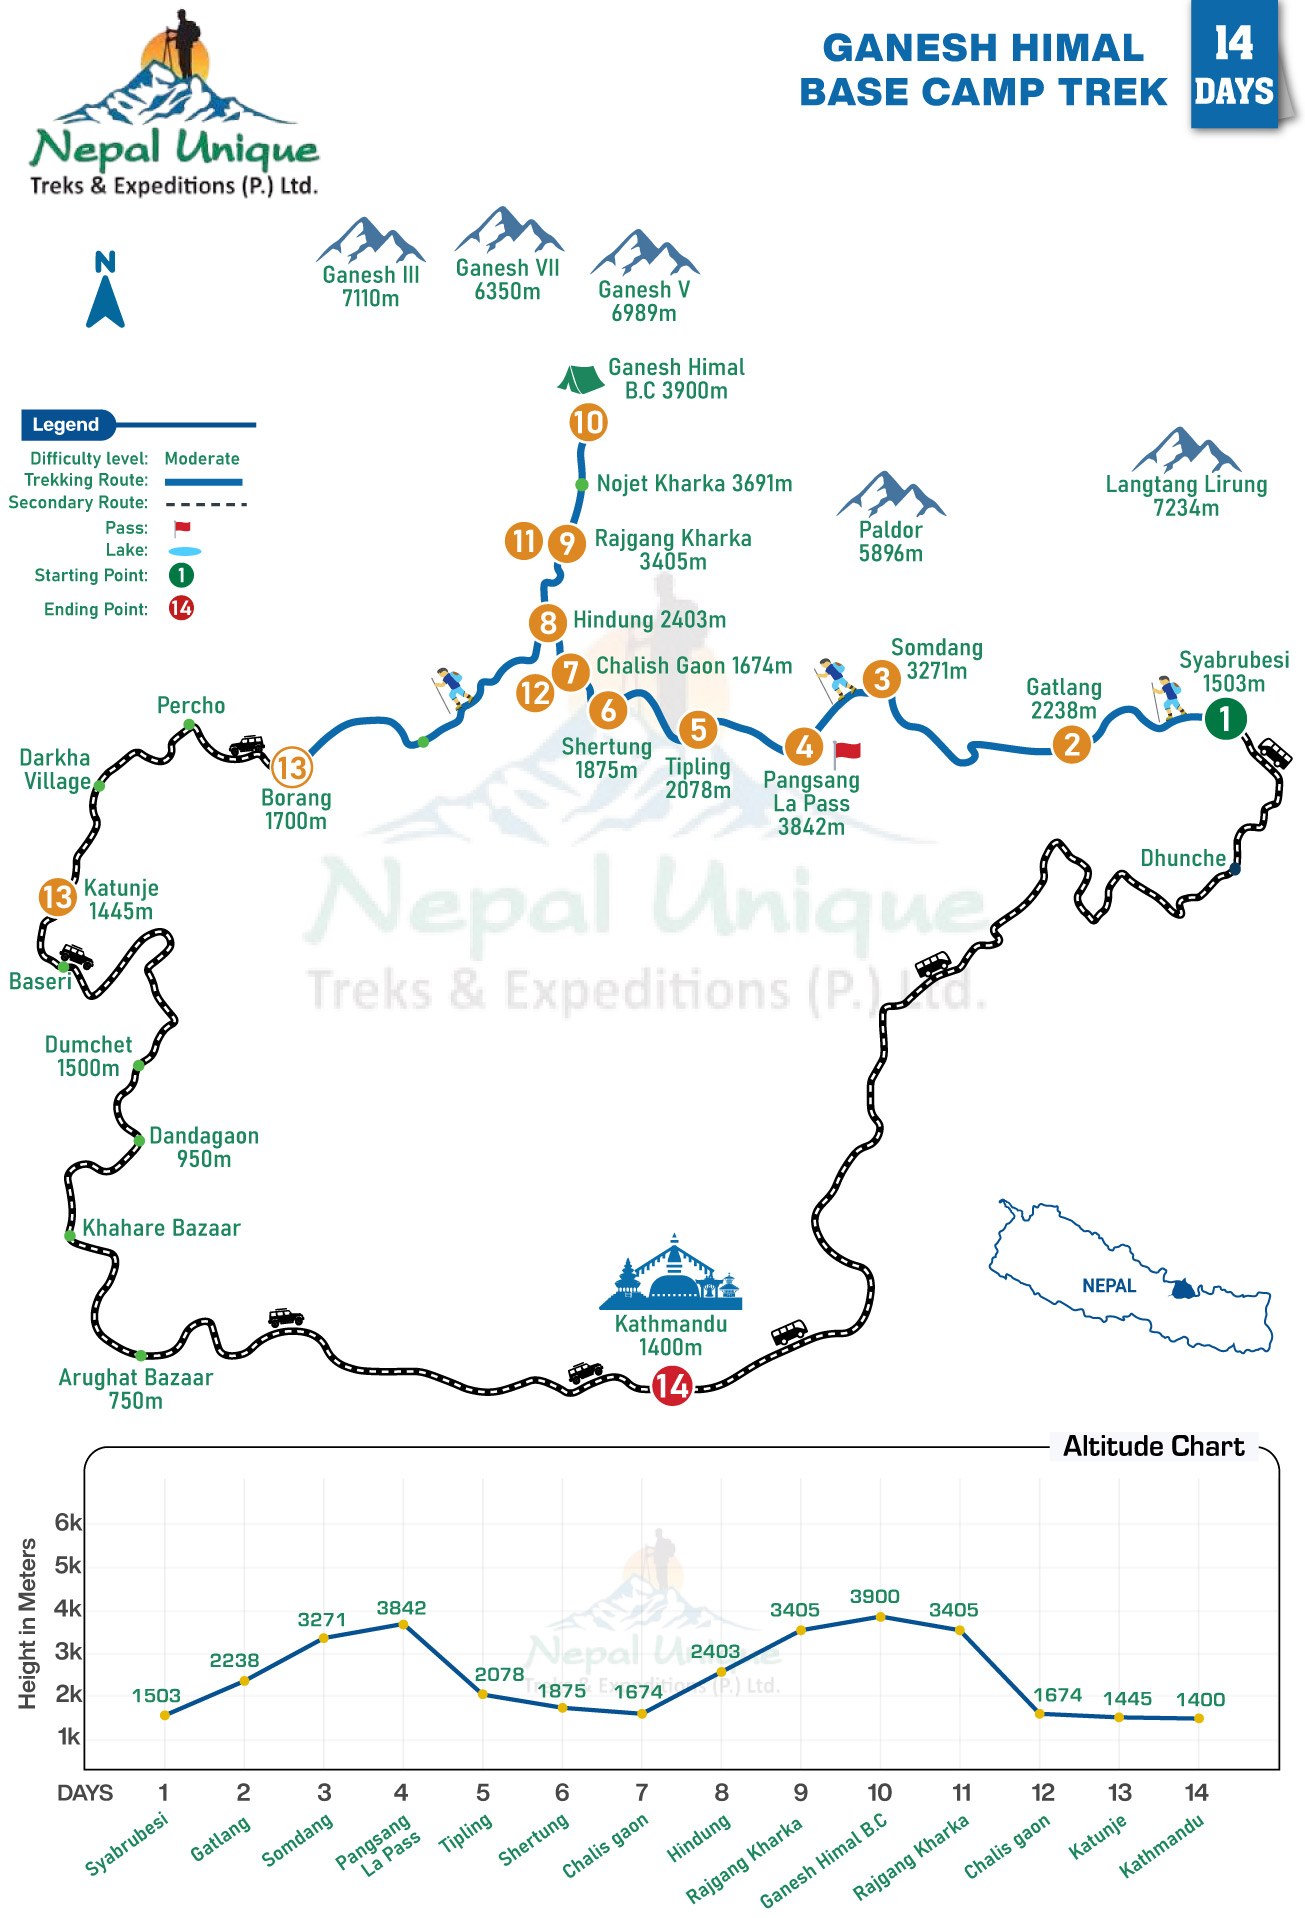 GANESH HIMAL
BASE CAMP TREK
14
DAYS
Nepal Unique
Treks & Expeditions (P.) Ltd.
N
Ganesh III
7110m
Ganesh VII
6350m
Ganesh V
6989m
Ganesh Himal
B.C 3900m
10
Legend
Difficulty level: Moderate
Trekking Route:
Secondary Route:
Pass:
Lake:
Starting Point: 1
Ending Point: 14
Nojet Kharka 3691m
Langtang Lirung
7234m
Paldor
5896m
11
9
Rajgang Kharka
3405m
8
Hindung 2403m
7
Chalish Gaon 1674m
12
6
Shertung
1875m
5
Tipling
2078m
4
Pangsang
La Pass
3842m
3
Somdang
3271m
Gatlang
2238m
2
Syabrubesi
1503m
1
Percho
Darkha
Village
13
Borang
1700m
Dhunche
13
Katunje
1445m
Baseri
Nepal Unique
Treks & Expeditions (P.) Ltd.
Dumchet
1500m
Dandagaon
950m
Khahare Bazaar
Arughat Bazaar
750m
Kathmandu
1400m
14
NEPAL
Altitude Chart
Height in Meters
6k
5k
4k
3k
2k
1k
1503
2238
3271
3842
2078
1875
1674
2403
3405
3900
3405
1674
1445
1400
Nepal Unique
Treks & Expeditions (P.) Ltd.
DAYS 1 2 3 4 5 6 7 8 9 10 11 12 13 14
Syabrubesi
Gatlang
Somdang
Pangsang
La Pass
Tipling
Shertung
Chalis gaon
Hindung
Rajgang Kharka
Ganesh Himal B.C
Rajgang Kharka
Chalis gaon
Katunje
Kathmandu